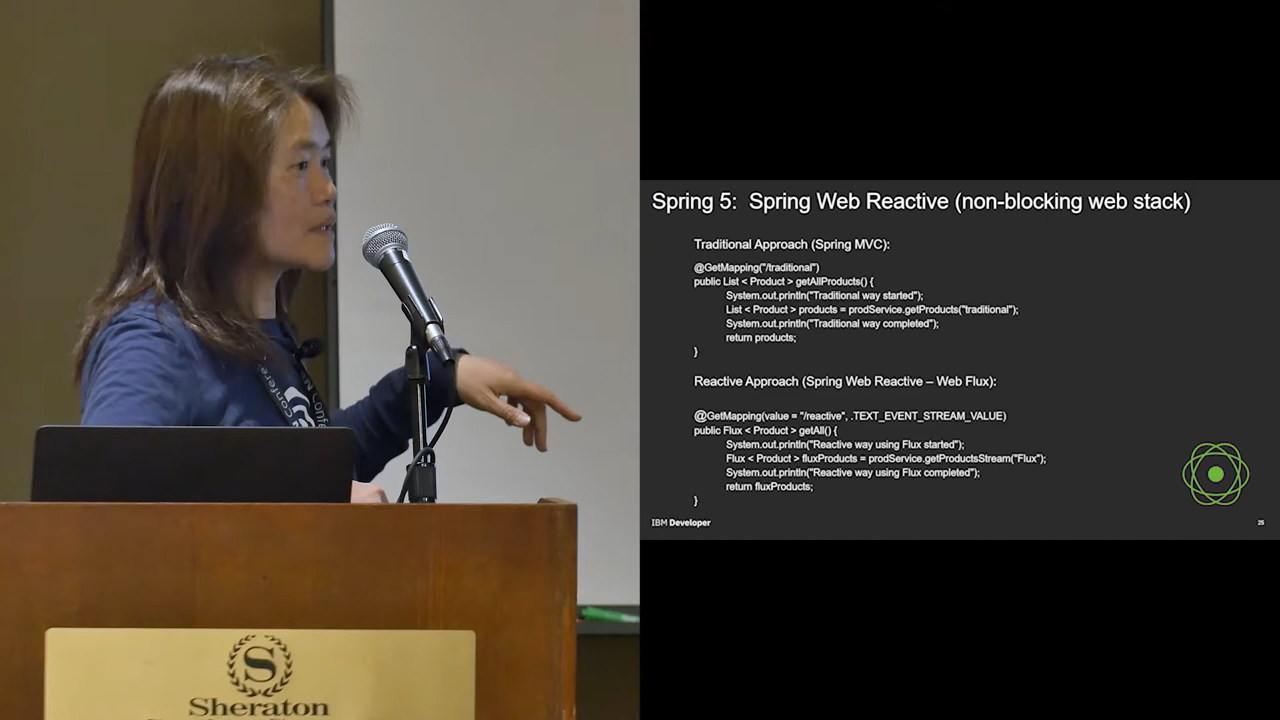 Conference
S
Sheraton
Spring 5: Spring Web Reactive (non-blocking web stack)
Traditional Approach (Spring MVC):
@GetMapping("/traditional")
public List < Product > getAllProducts() {
System.out.println("Traditional way started");
List < Product > products = prodService.getProducts("traditional");
System.out.println("Traditional way completed");
return products;
}
Reactive Approach (Spring Web Reactive – Web Flux):
@GetMapping(value = "/reactive", .TEXT_EVENT_STREAM_VALUE)
public Flux < Product > getAll() {
System.out.println("Reactive way using Flux started");
Flux < Product > fluxProducts = prodService.getProductsStream("Flux");
System.out.println("Reactive way using Flux completed");
return fluxProducts;
}
IBM Developer
25